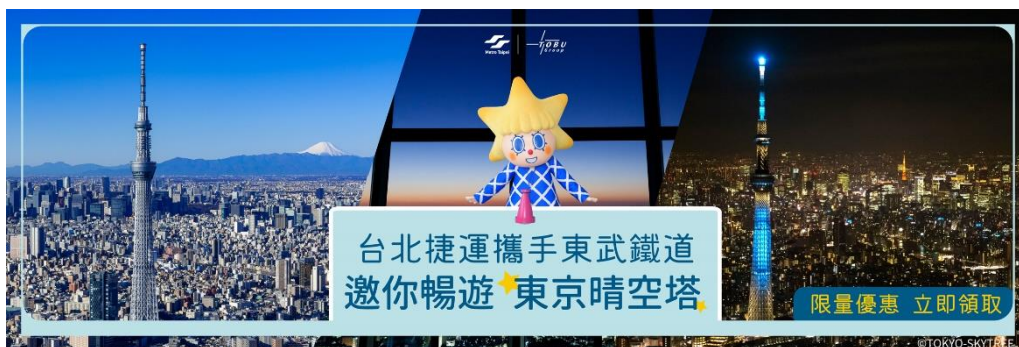 Metro Taipei
TOBU
Group
台北捷運攜手東武鐵道
邀你暢遊 東京晴空塔
限量優惠 立即領取
©TOKYO-SKYTREE